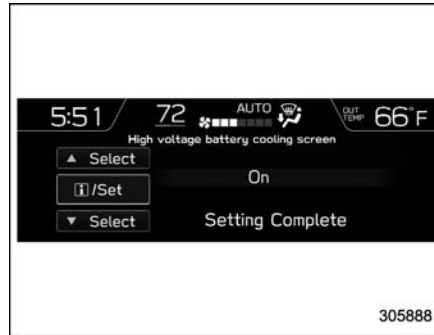 5:51 72 AUTO OUT TEMP 66°F
High voltage battery cooling screen
▲ Select
i/Set
On
▼ Select
Setting Complete
305888